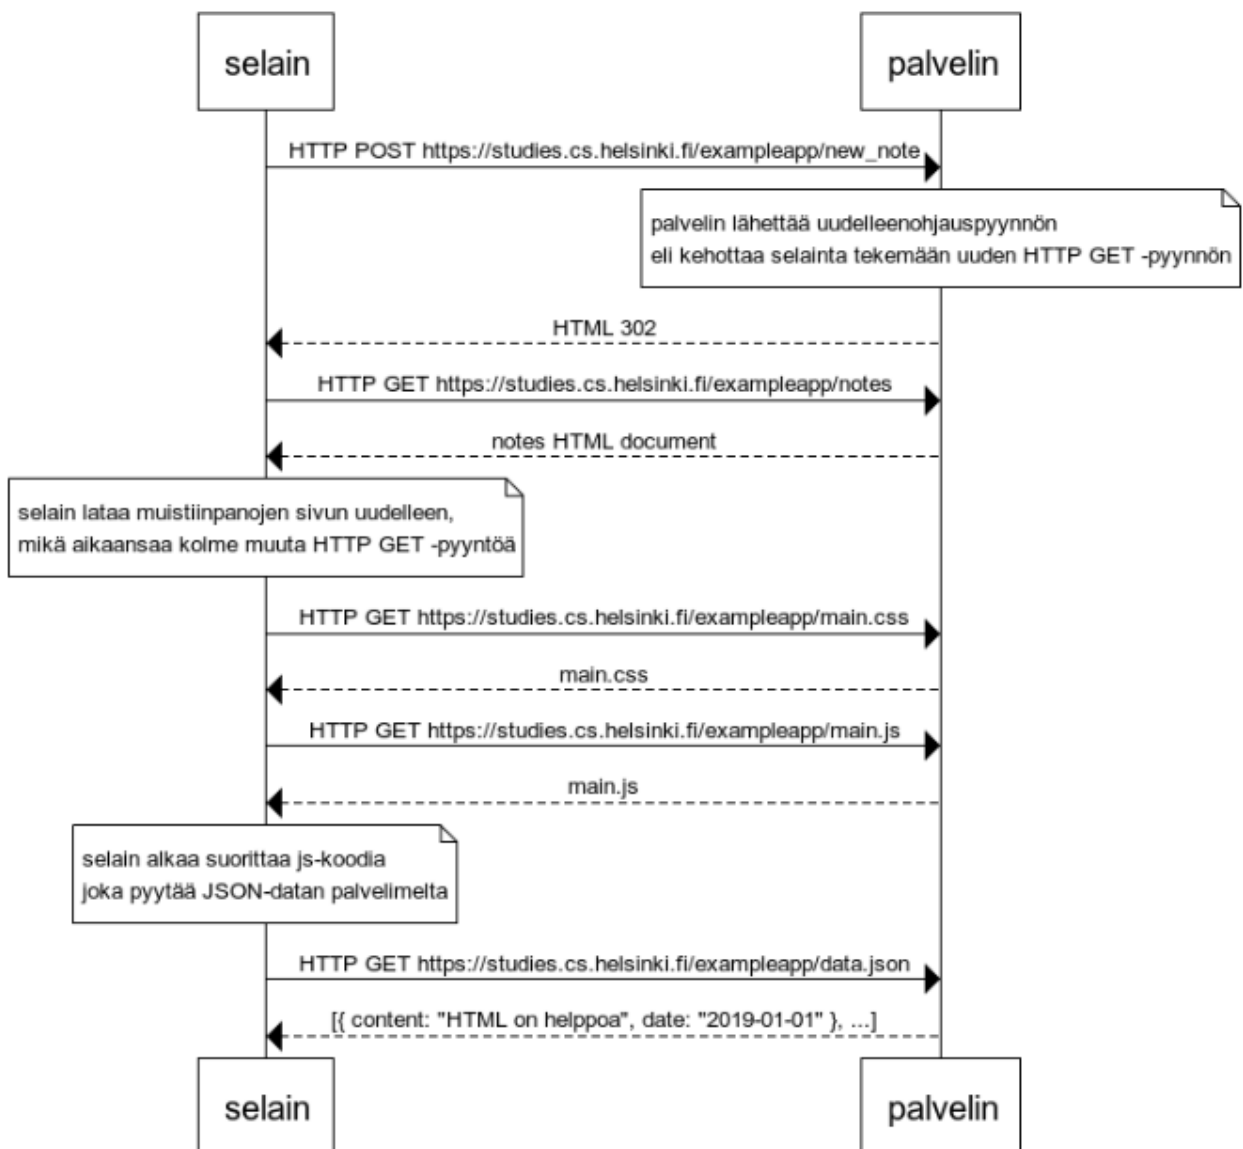 selain
palvelin
HTTP POST https://studies.cs.helsinki.fi/exampleapp/new_note
palvelin lähettää uudelleenohjauspyynnön
eli kehottaa selainta tekemään uuden HTTP GET -pyynnön
HTML 302
HTTP GET https://studies.cs.helsinki.fi/exampleapp/notes
notes HTML document
selain lataa muistiinpanojen sivun uudelleen,
mikä aikaansaa kolme muuta HTTP GET -pyyntöä
HTTP GET https://studies.cs.helsinki.fi/exampleapp/main.css
main.css
HTTP GET https://studies.cs.helsinki.fi/exampleapp/main.js
main.js
selain alkaa suorittaa js-koodia
joka pyytää JSON-datan palvelimelta
HTTP GET https://studies.cs.helsinki.fi/exampleapp/data.json
[{ content: "HTML on helppoa", date: "2019-01-01" }, ...]
selain
palvelin